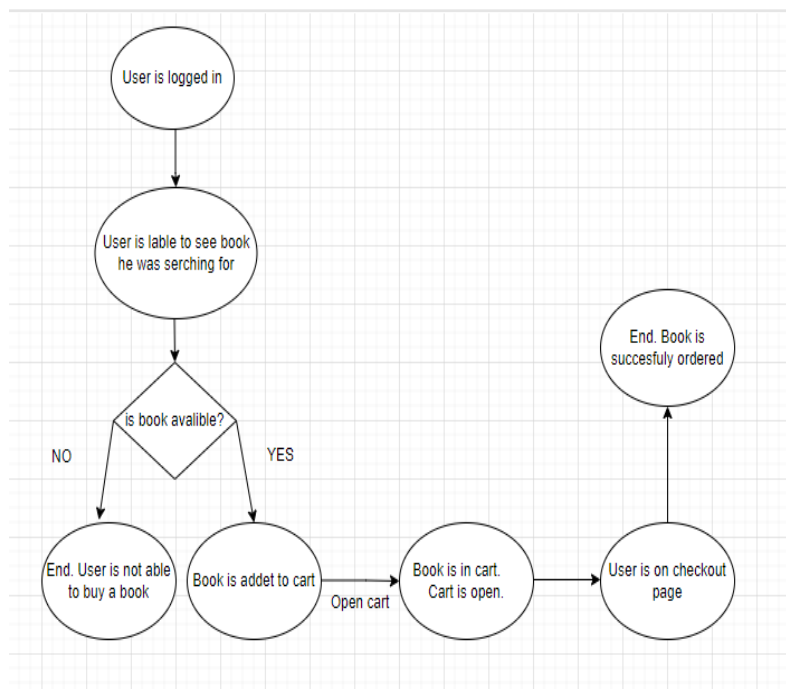 User is logged in
User is lable to see book
he was serching for
is book avalible?
NO
YES
End. User is not able
to buy a book
Book is addet to cart
Open cart
Book is in cart.
Cart is open.
User is on checkout
page
End. Book is
succesfuly ordered